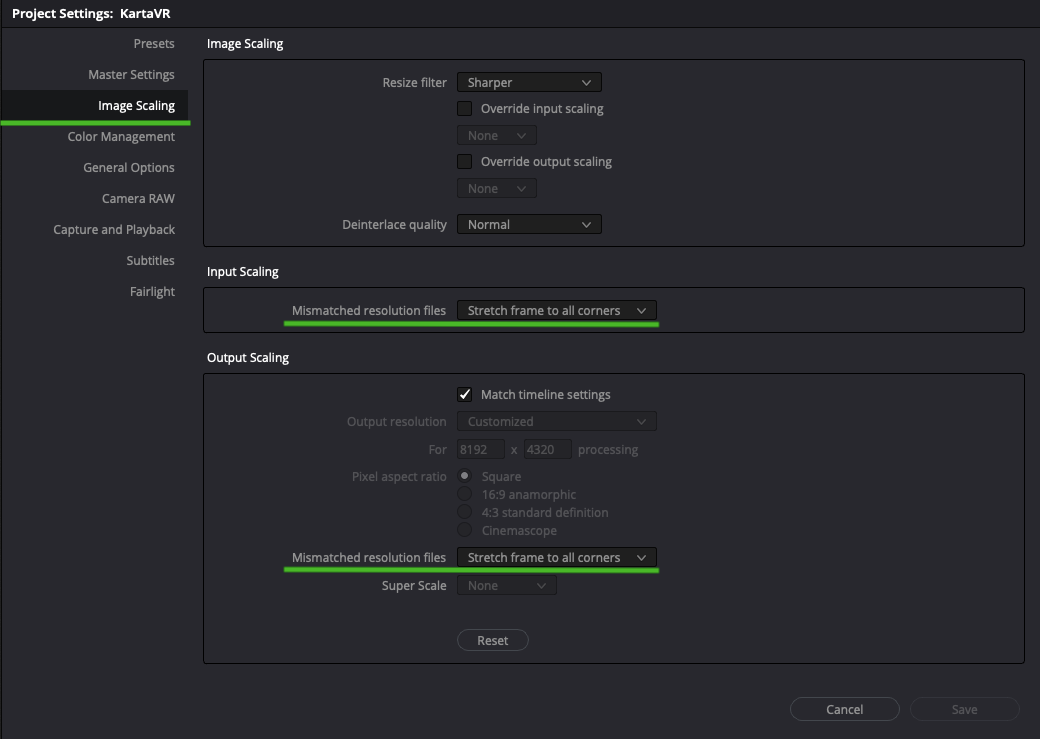 Project Settings: KartaVR
Presets
Master Settings
Image Scaling
Color Management
General Options
Camera RAW
Capture and Playback
Subtitles
Fairlight
Image Scaling
Resize filter Sharper
Override input scaling
None
Override output scaling
None
Deinterlace quality Normal
Input Scaling
Mismatched resolution files Stretch frame to all corners
Output Scaling
Match timeline settings
Output resolution Customized
For 8192 x 4320 processing
Pixel aspect ratio Square
16:9 anamorphic
4:3 standard definition
Cinemascope
Mismatched resolution files Stretch frame to all corners
Super Scale None
Reset
Cancel Save